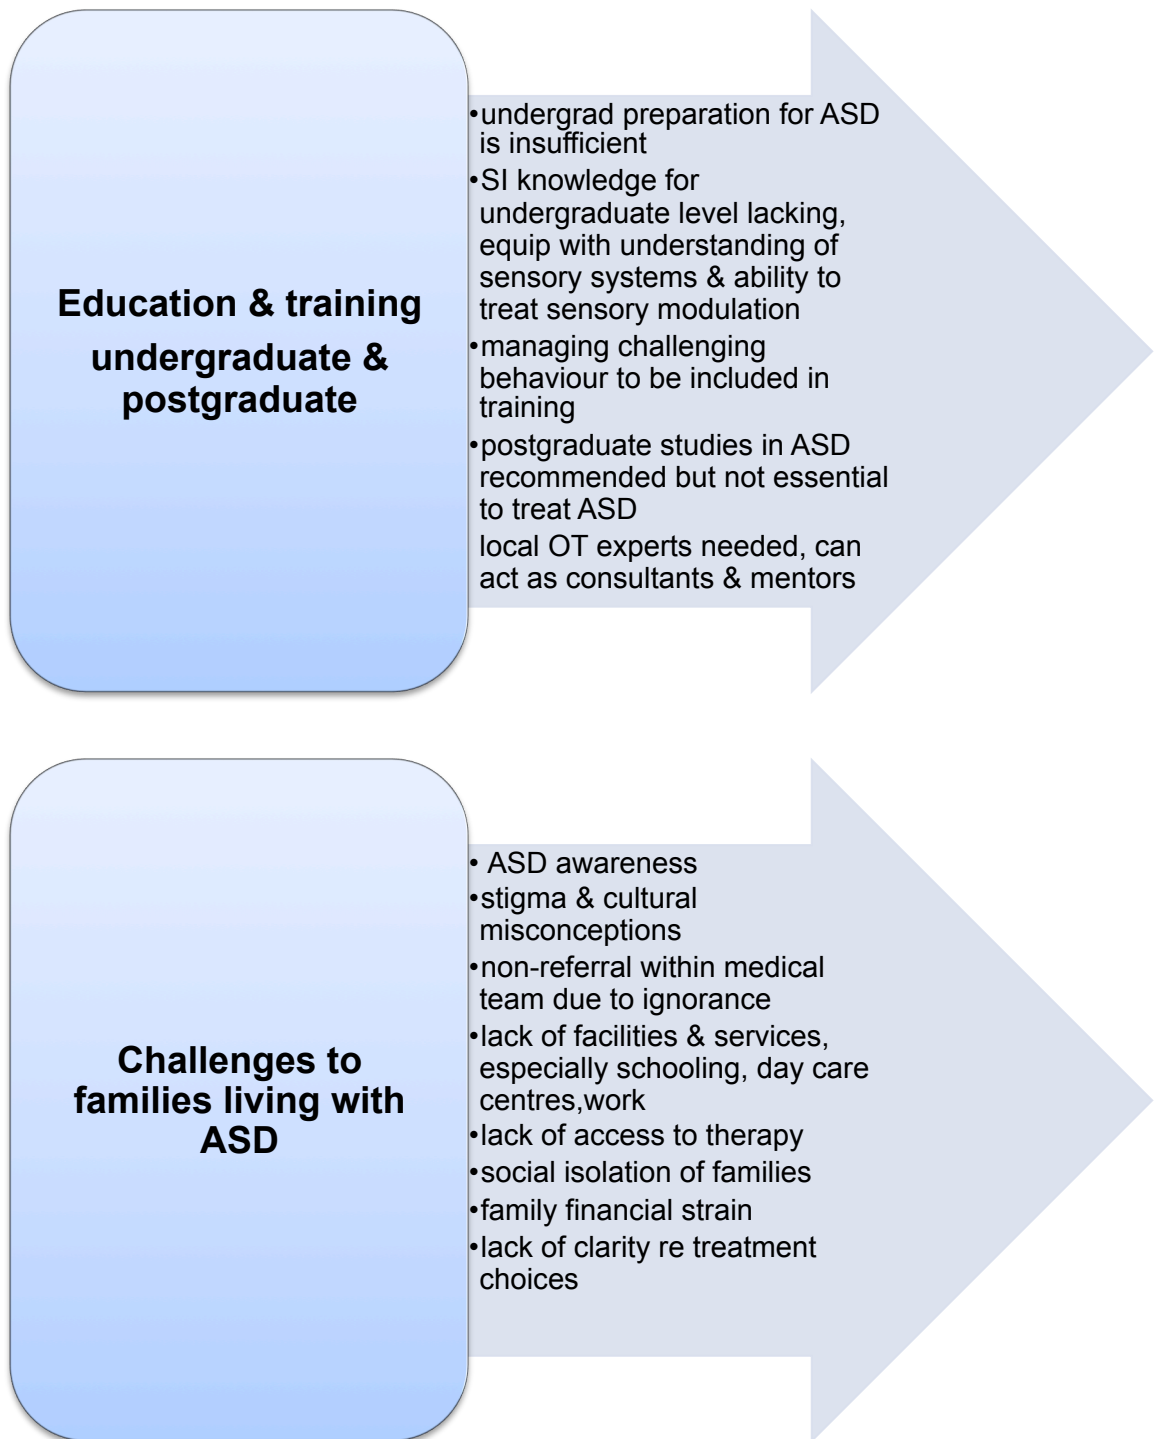 Education & training
undergraduate &
postgraduate
•undergrad preparation for ASD
is insufficient
•SI knowledge for
undergraduate level lacking,
equip with understanding of
sensory systems & ability to
treat sensory modulation
•managing challenging
behaviour to be included in
training
•postgraduate studies in ASD
recommended but not essential
to treat ASD
local OT experts needed, can
act as consultants & mentors
Challenges to
families living with
ASD
• ASD awareness
•stigma & cultural
misconceptions
•non-referral within medical
team due to ignorance
•lack of facilities & services,
especially schooling, day care
centres,work
•lack of access to therapy
•social isolation of families
•family financial strain
•lack of clarity re treatment
choices